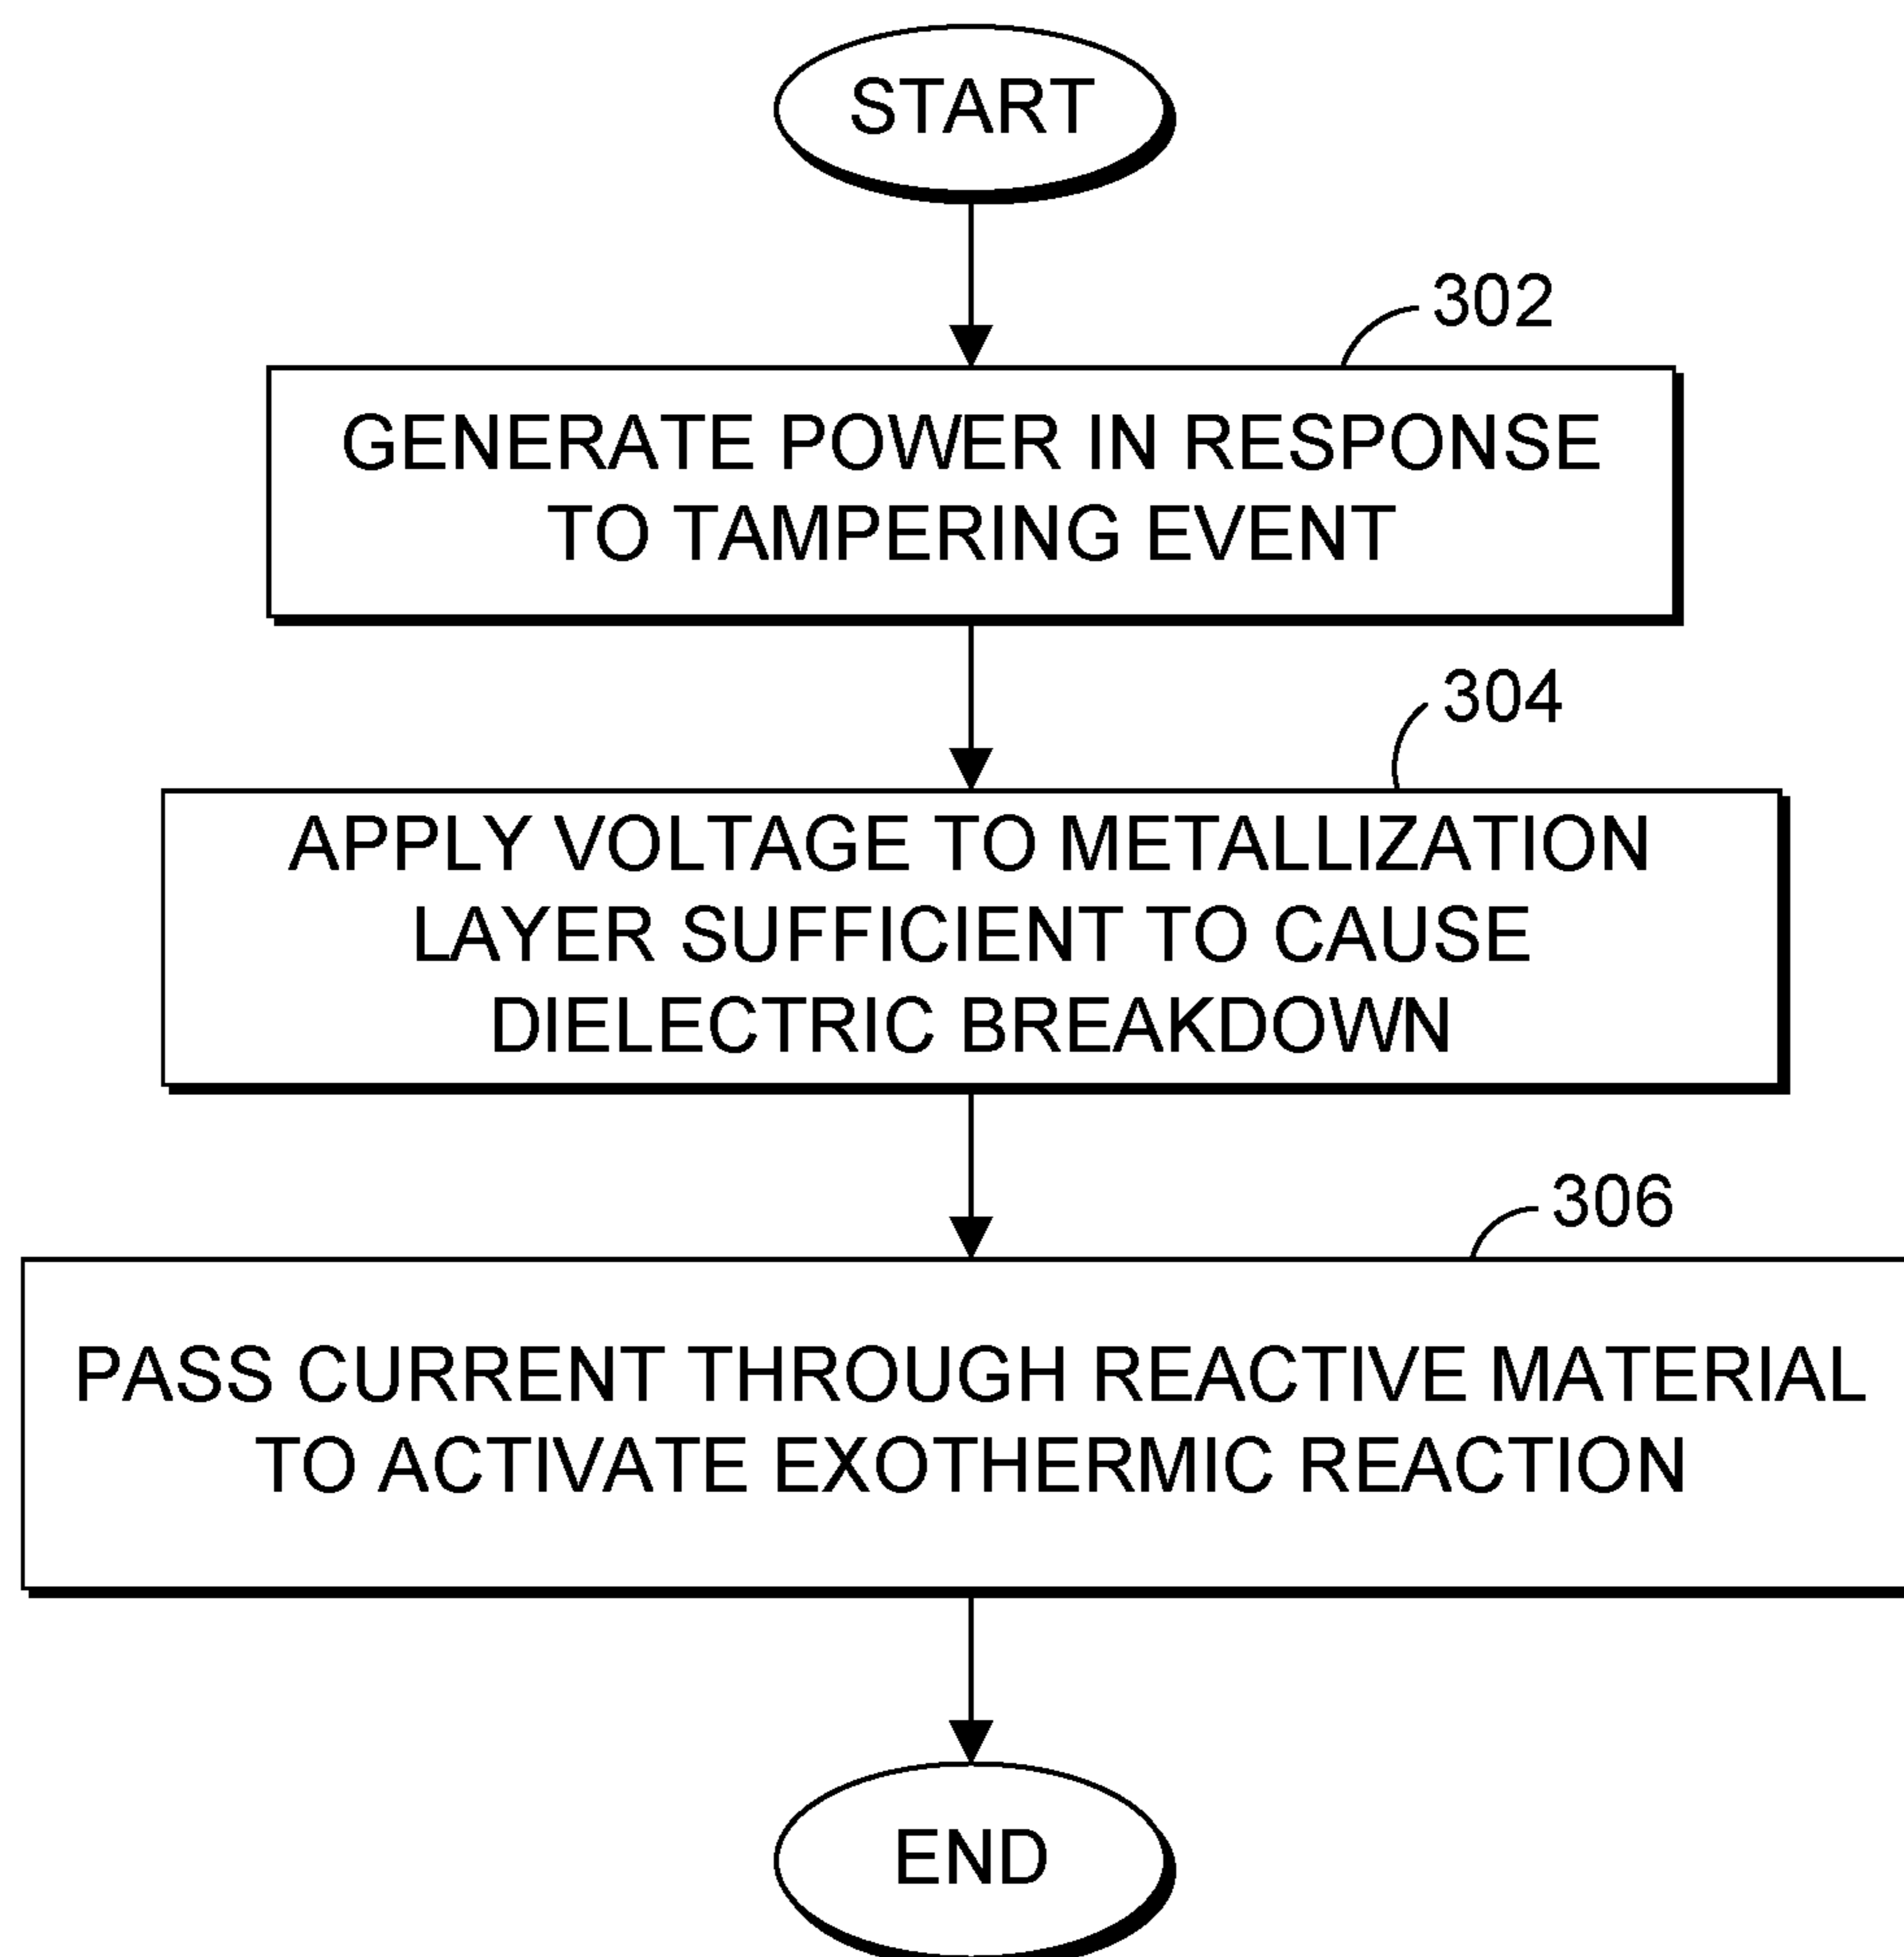 START
302
GENERATE POWER IN RESPONSE
TO TAMPERING EVENT
304
APPLY VOLTAGE TO METALLIZATION
LAYER SUFFICIENT TO CAUSE
DIELECTRIC BREAKDOWN
306
PASS CURRENT THROUGH REACTIVE MATERIAL
TO ACTIVATE EXOTHERMIC REACTION
END